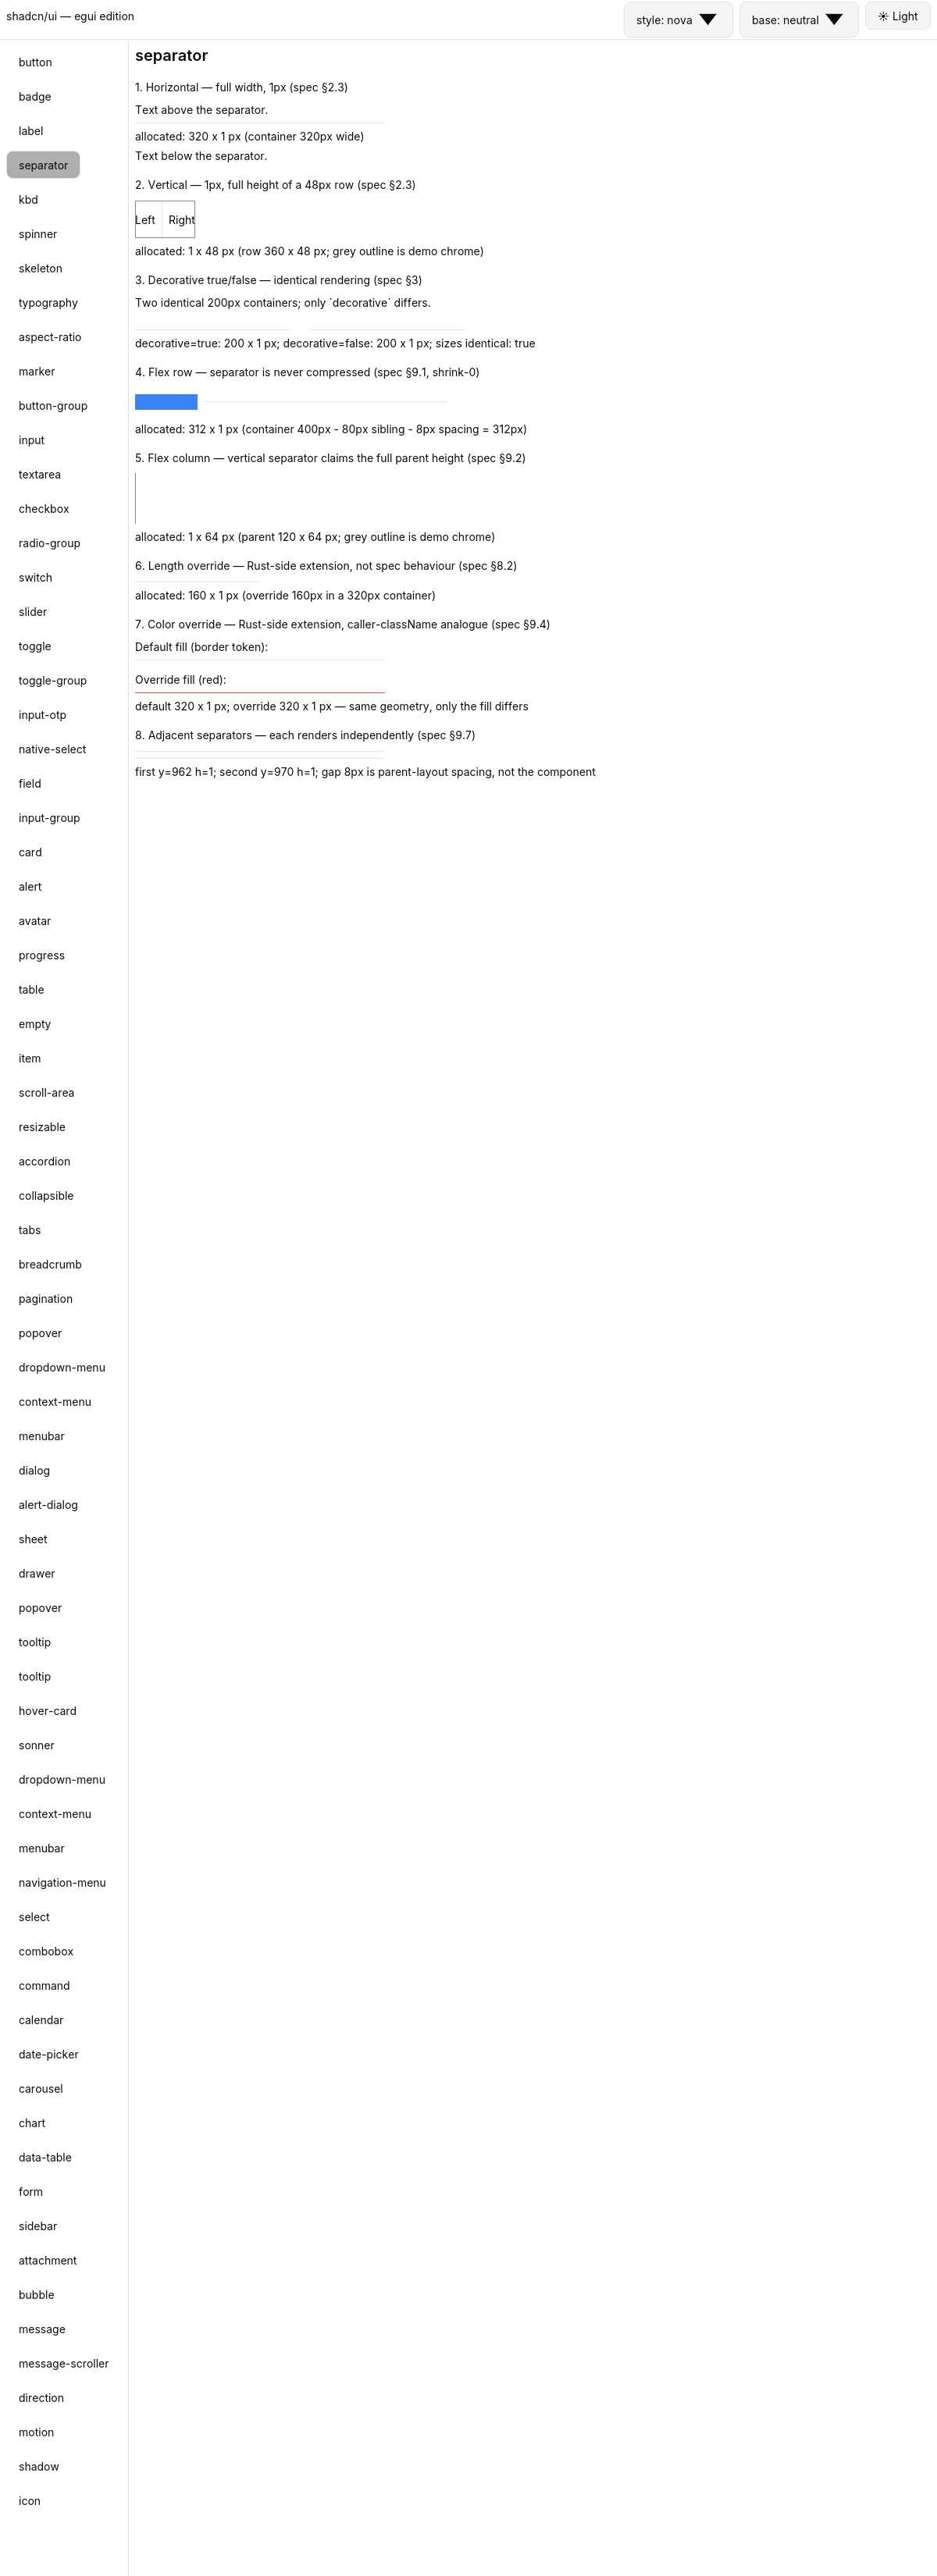 shadcn/ui — egui edition
style: nova
base: neutral
☀ Light
button
badge
label
separator
kbd
spinner
skeleton
typography
aspect-ratio
marker
button-group
input
textarea
checkbox
radio-group
switch
slider
toggle
toggle-group
input-otp
native-select
field
input-group
card
alert
avatar
progress
table
empty
item
scroll-area
resizable
accordion
collapsible
tabs
breadcrumb
pagination
popover
dropdown-menu
context-menu
menubar
dialog
alert-dialog
sheet
drawer
popover
tooltip
tooltip
hover-card
sonner
dropdown-menu
context-menu
menubar
navigation-menu
select
combobox
command
calendar
date-picker
carousel
chart
data-table
form
sidebar
attachment
bubble
message
message-scroller
direction
motion
shadow
icon
separator
1. Horizontal — full width, 1px (spec §2.3)
Text above the separator.
allocated: 320 x 1 px (container 320px wide)
Text below the separator.
2. Vertical — 1px, full height of a 48px row (spec §2.3)
Left
Right
allocated: 1 x 48 px (row 360 x 48 px; grey outline is demo chrome)
3. Decorative true/false — identical rendering (spec §3)
Two identical 200px containers; only `decorative` differs.
decorative=true: 200 x 1 px; decorative=false: 200 x 1 px; sizes identical: true
4. Flex row — separator is never compressed (spec §9.1, shrink-0)
allocated: 312 x 1 px (container 400px - 80px sibling - 8px spacing = 312px)
5. Flex column — vertical separator claims the full parent height (spec §9.2)
allocated: 1 x 64 px (parent 120 x 64 px; grey outline is demo chrome)
6. Length override — Rust-side extension, not spec behaviour (spec §8.2)
allocated: 160 x 1 px (override 160px in a 320px container)
7. Color override — Rust-side extension, caller-className analogue (spec §9.4)
Default fill (border token):
Override fill (red):
default 320 x 1 px; override 320 x 1 px — same geometry, only the fill differs
8. Adjacent separators — each renders independently (spec §9.7)
first y=962 h=1; second y=970 h=1; gap 8px is parent-layout spacing, not the component